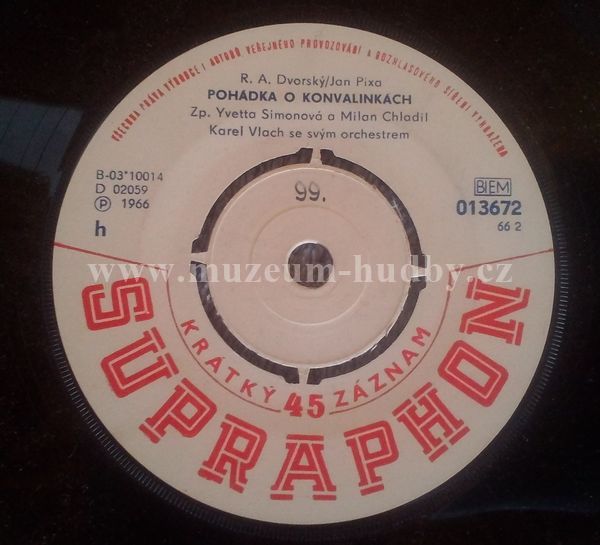 VŠECHNA PRÁVA VÝROBCE I AUTORŮ VEŘEJNÉHO PROVOZOVÁNÍ A ROZHLASOVÉHO ŠÍŘENÍ VYHRAZENA
R. A. Dvorský/Jan Pixa
POHÁDKA O KONVALINKÁCH
Zp. Yvetta Simonová a Milan Chladil
Karel Vlach se svým orchestrem
B-03*10014
D 02059
Ⓟ 1966
h
99.
BIEM
013672
66 2
www.muzeum-hudby.cz
KRÁTKÝ 45 ZÁZNAM
SUPRAPHON